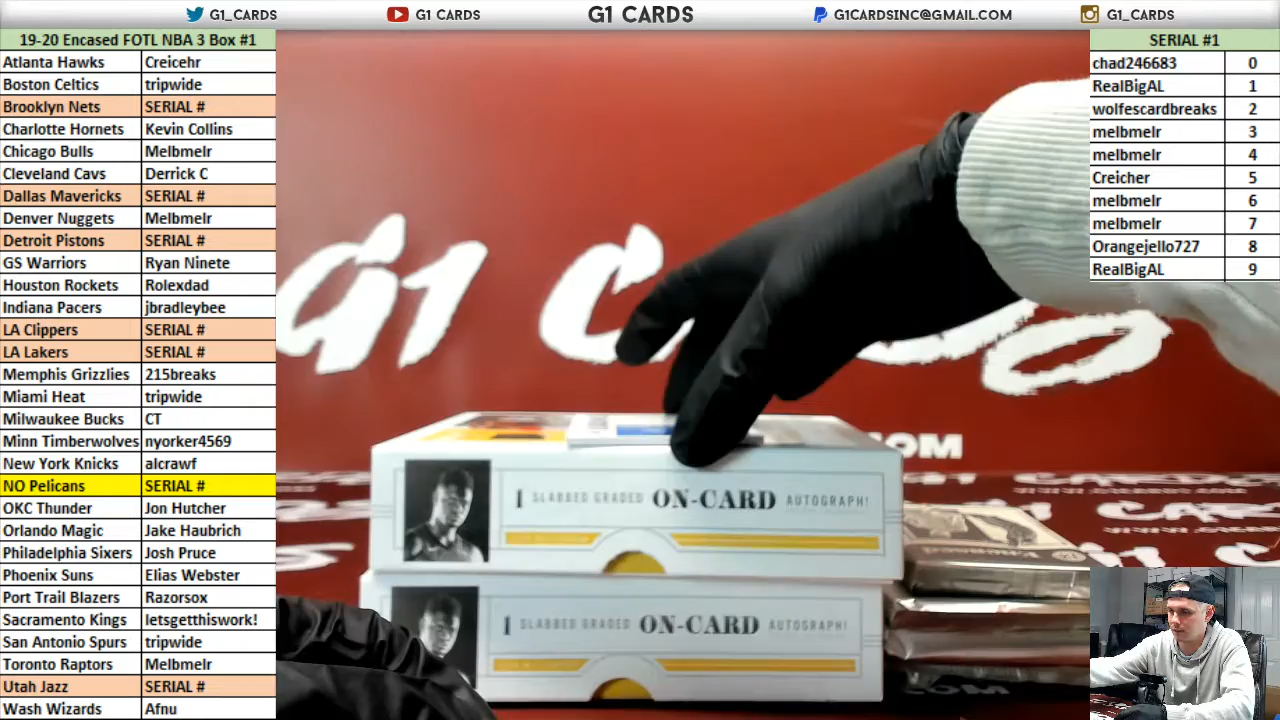 G1_CARDS
G1 CARDS
G1 CARDS
G1CARDSINC@GMAIL.COM
G1_CARDS
19-20 Encased FOTL NBA 3 Box #1
Atlanta Hawks Creicehr
Boston Celtics tripwide
Brooklyn Nets SERIAL #
Charlotte Hornets Kevin Collins
Chicago Bulls Melbmelr
Cleveland Cavs Derrick C
Dallas Mavericks SERIAL #
Denver Nuggets Melbmelr
Detroit Pistons SERIAL #
GS Warriors Ryan Ninete
Houston Rockets Rolexdad
Indiana Pacers jbradleybee
LA Clippers SERIAL #
LA Lakers SERIAL #
Memphis Grizzlies 215breaks
Miami Heat tripwide
Milwaukee Bucks CT
Minn Timberwolves nyorker4569
New York Knicks alcrawf
NO Pelicans SERIAL #
OKC Thunder Jon Hutcher
Orlando Magic Jake Haubrich
Philadelphia Sixers Josh Pruce
Phoenix Suns Elias Webster
Port Trail Blazers Razorsox
Sacramento Kings letsgetthiswork!
San Antonio Spurs tripwide
Toronto Raptors Melbmelr
Utah Jazz SERIAL #
Wash Wizards Afnu
SERIAL #1
chad246683 0
RealBigAL 1
wolfescardbreaks 2
melbmelr 3
melbmelr 4
Creicher 5
melbmelr 6
melbmelr 7
Orangejello727 8
RealBigAL 9
G1 C
1 SLABBED GRADED ON-CARD AUTOGRAPH!
1 SLABBED GRADED ON-CARD AUTOGRAPH!